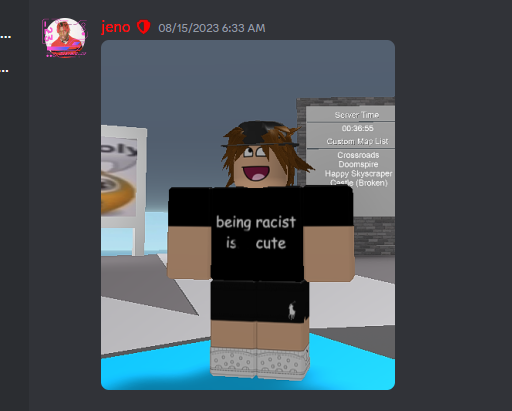 jeno 08/15/2023 6:33 AM
Server Time
00:36:55
Custom Map List
Crossroads
Doomspire
Happy Skyscraper
Castle (Broken)
oly
being racist
is cute